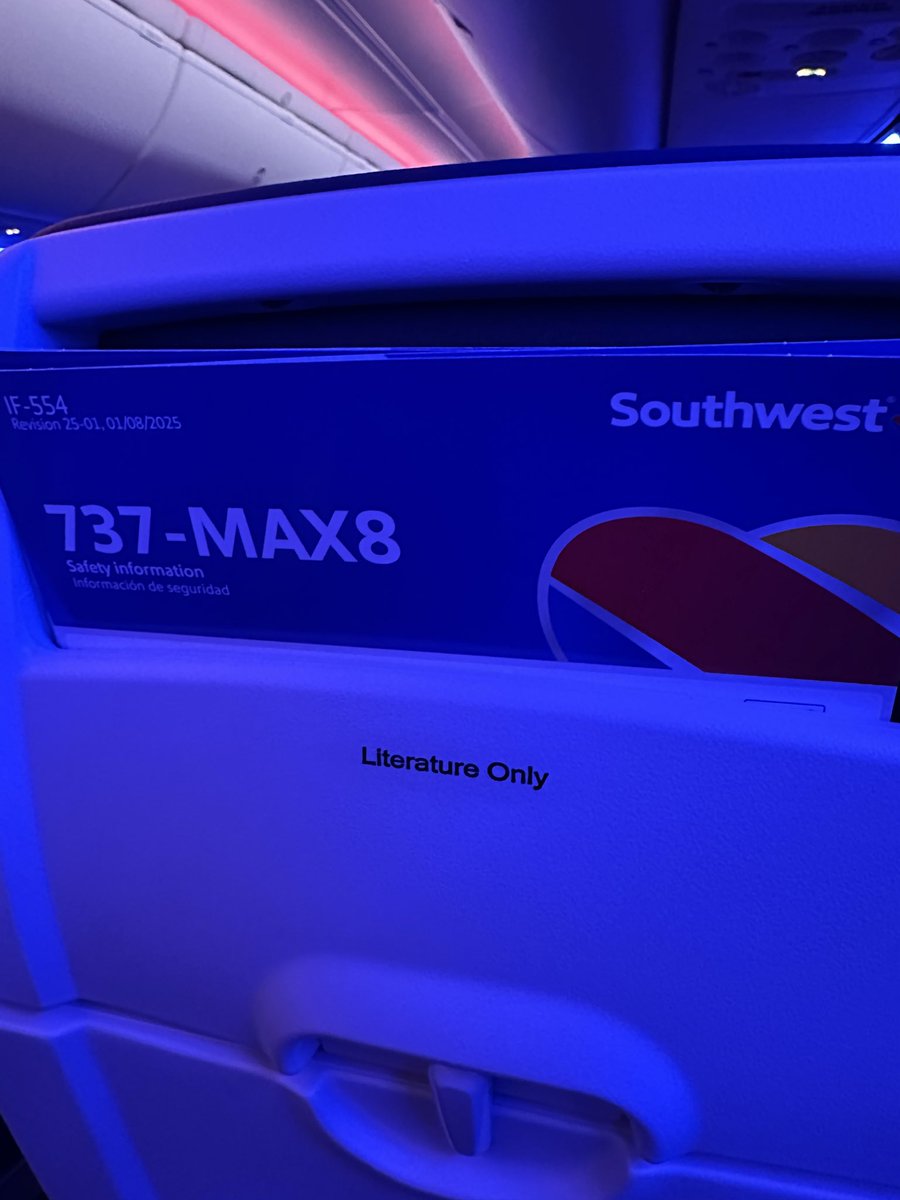 IF-554
Revision 25-01, 01/08/2025
Southwest®
737-MAX8
Safety information
Información de seguridad
Literature Only